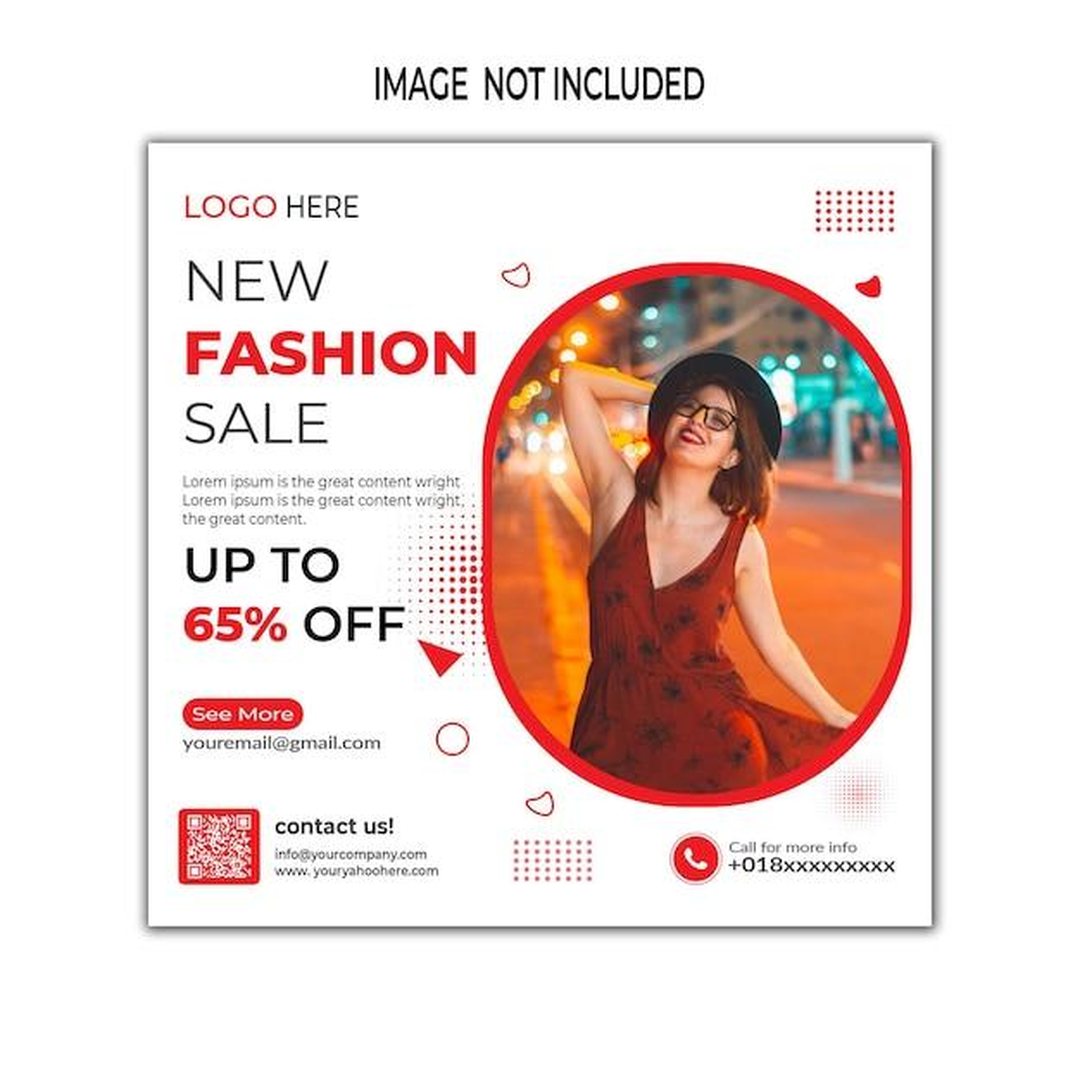 IMAGE NOT INCLUDED
LOGO HERE
NEW
FASHION
SALE
Lorem ipsum is the great content wright
Lorem ipsum is the great content wright,
the great content.
UP TO
65% OFF
See More
youremail@gmail.com
contact us!
info@yourcompany.com
www. youryahoohere.com
Call for more info
+018xxxxxxxxxx